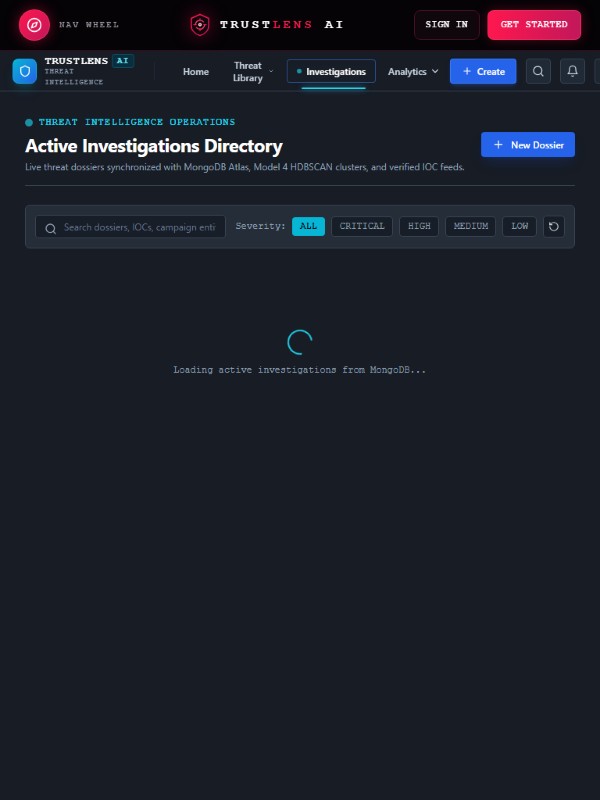 NAV WHEEL
TRUSTLENS AI
SIGN IN
GET STARTED
TRUSTLENS AI
THREAT
INTELLIGENCE
Home
Threat
Library
Investigations
Analytics
Create
THREAT INTELLIGENCE OPERATIONS
Active Investigations Directory
New Dossier
Live threat dossiers synchronized with MongoDB Atlas, Model 4 HDBSCAN clusters, and verified IOC feeds.
Search dossiers, IOCs, campaign enti
Severity:
ALL
CRITICAL
HIGH
MEDIUM
LOW
Loading active investigations from MongoDB...